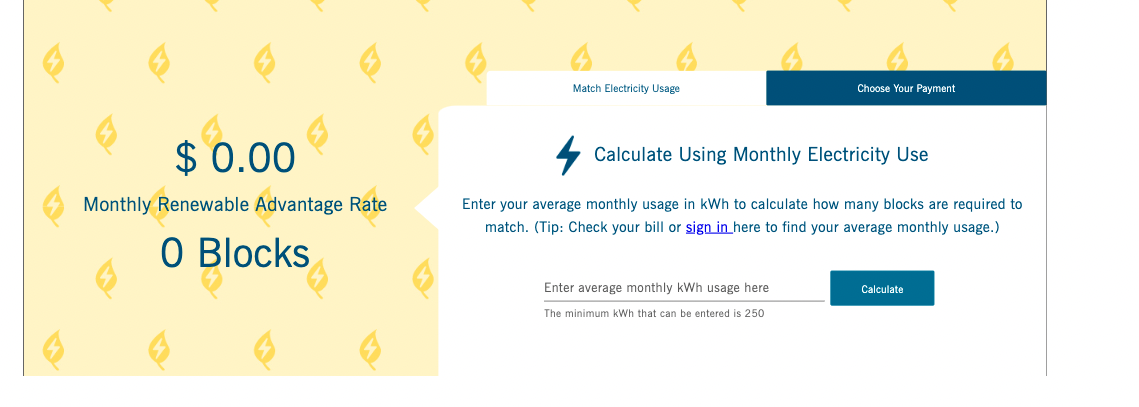 Match Electricity Usage
Choose Your Payment
$ 0.00
Monthly Renewable Advantage Rate
0 Blocks
Calculate Using Monthly Electricity Use
Enter your average monthly usage in kWh to calculate how many blocks are required to
match. (Tip: Check your bill or sign in here to find your average monthly usage.)
Enter average monthly kWh usage here
Calculate
The minimum kWh that can be entered is 250